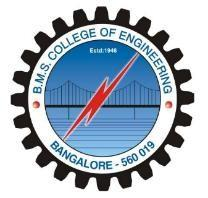 B.M.S. COLLEGE OF ENGINEERING
Estd:1946
BANGALORE - 560 019